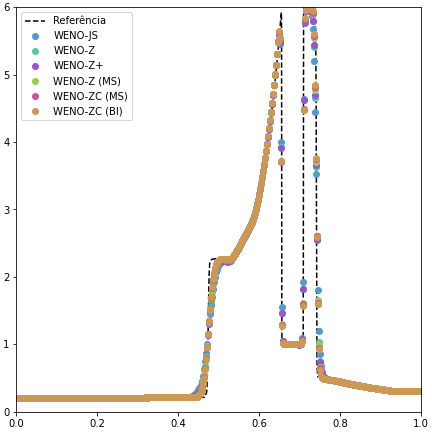 Referência
WENO-JS
WENO-Z
WENO-Z+
WENO-Z (MS)
WENO-ZC (MS)
WENO-ZC (BI)
6
5
4
3
2
1
0
0.0 0.2 0.4 0.6 0.8 1.0